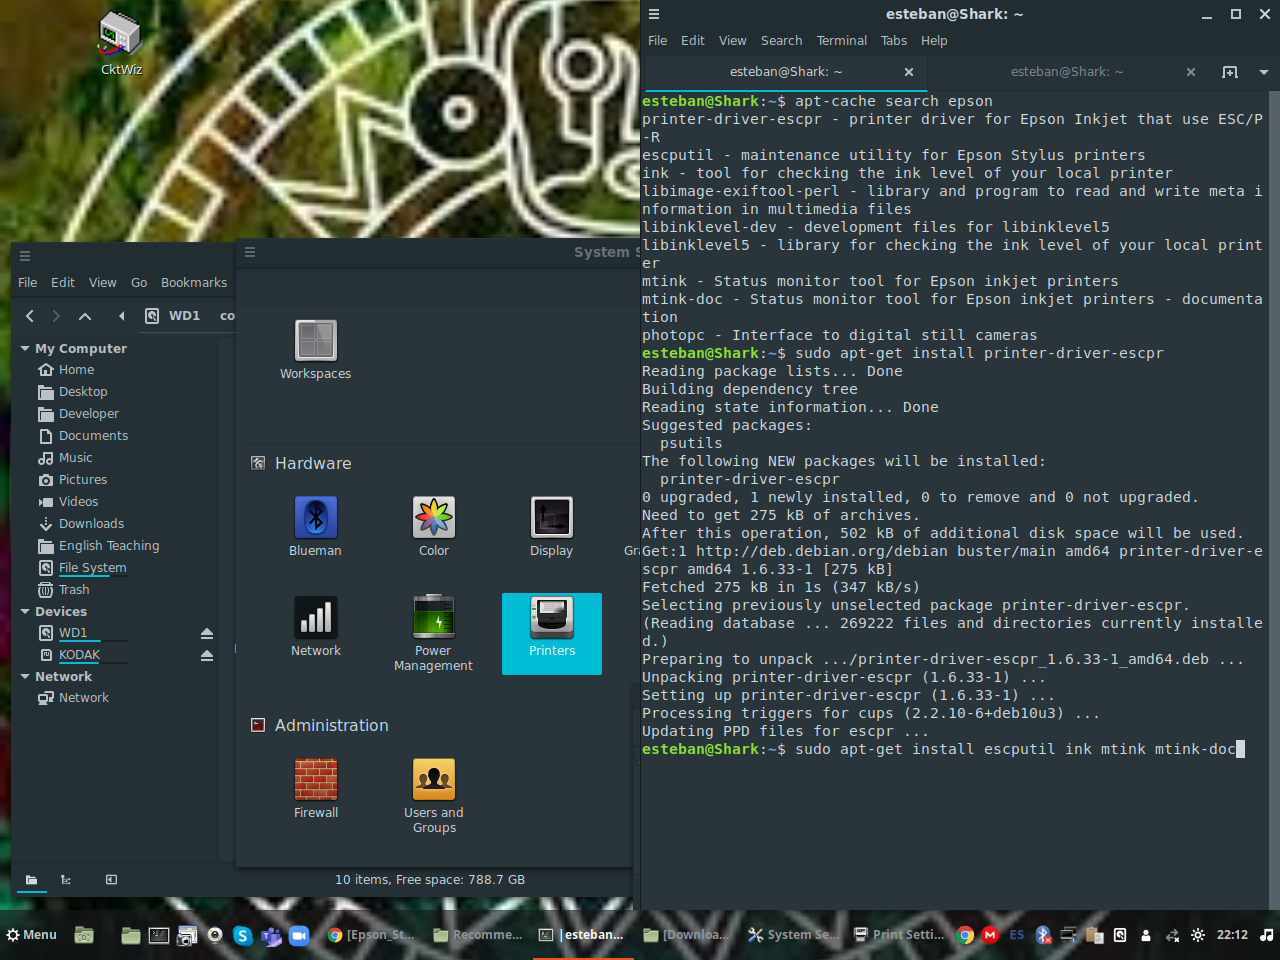 CktWiz
File Edit View Go Bookmarks
WD1 co
My Computer
Home
Desktop
Developer
Documents
Music
Pictures
Videos
Downloads
English Teaching
File System
Trash
Devices
WD1
KODAK
Network
Network
10 items, Free space: 788.7 GB
System S
Workspaces
Hardware
Blueman
Color
Display
Gra
Network
Power
Management
Printers
Administration
Firewall
Users and
Groups
esteban@Shark: ~
File Edit View Search Terminal Tabs Help
esteban@Shark: ~ esteban@Shark: ~
esteban@Shark:~$ apt-cache search epson
printer-driver-escpr - printer driver for Epson Inkjet that use ESC/P
-R
escputil - maintenance utility for Epson Stylus printers
ink - tool for checking the ink level of your local printer
libimage-exiftool-perl - library and program to read and write meta i
nformation in multimedia files
libinklevel-dev - development files for libinklevel5
libinklevel5 - library for checking the ink level of your local print
er
mtink - Status monitor tool for Epson inkjet printers
mtink-doc - Status monitor tool for Epson inkjet printers - documenta
tion
photopc - Interface to digital still cameras
esteban@Shark:~$ sudo apt-get install printer-driver-escpr
Reading package lists... Done
Building dependency tree
Reading state information... Done
Suggested packages:
  psutils
The following NEW packages will be installed:
  printer-driver-escpr
0 upgraded, 1 newly installed, 0 to remove and 0 not upgraded.
Need to get 275 kB of archives.
After this operation, 502 kB of additional disk space will be used.
Get:1 http://deb.debian.org/debian buster/main amd64 printer-driver-e
scpr amd64 1.6.33-1 [275 kB]
Fetched 275 kB in 1s (347 kB/s)
Selecting previously unselected package printer-driver-escpr.
(Reading database ... 269222 files and directories currently installe
d.)
Preparing to unpack .../printer-driver-escpr_1.6.33-1_amd64.deb ...
Unpacking printer-driver-escpr (1.6.33-1) ...
Setting up printer-driver-escpr (1.6.33-1) ...
Processing triggers for cups (2.2.10-6+deb10u3) ...
Updating PPD files for escpr ...
esteban@Shark:~$ sudo apt-get install escputil ink mtink mtink-doc
Menu [Epson_St... Recomme... |esteban... [Downloa... System Se... Print Setti... ES 22:12